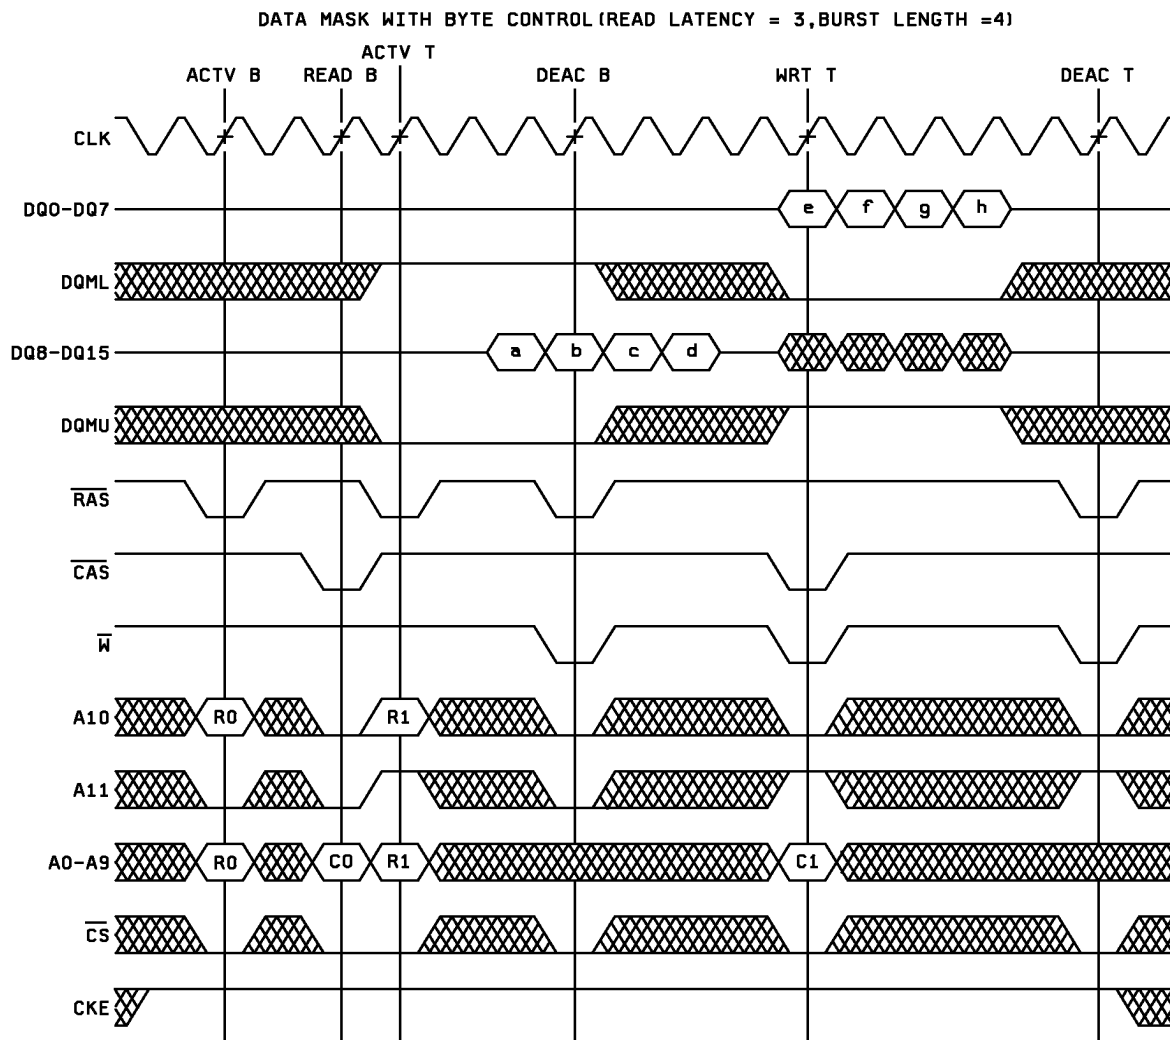 DATA MASK WITH BYTE CONTROL(READ LATENCY = 3,BURST LENGTH =4)
ACTV T
ACTV B READ B DEAC B WRT T DEAC T
CLK
DQ0-DQ7 e f g h
DQML
DQ8-DQ15 a b c d
DQMU
RAS
CAS
W
A10 R0 R1
A11
A0-A9 R0 C0 R1 C1
CS
CKE